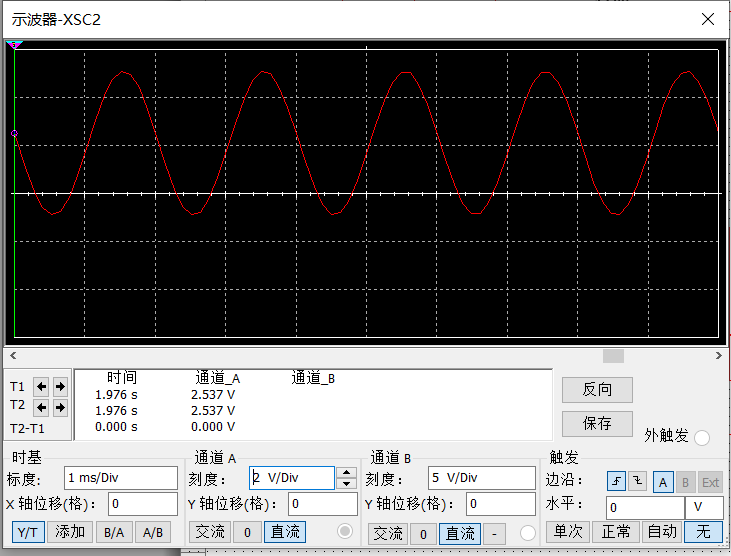 示波器-XSC2
时间 通道_A 通道_B
T1 1.976 s 2.537 V
T2 1.976 s 2.537 V
T2-T1 0.000 s 0.000 V
反向
保存
外触发
时基 通道 A 通道 B 触发
标度: 1 ms/Div 刻度: 2 V/Div 刻度: 5 V/Div 边沿: A B Ext
X 轴位移(格): 0 Y 轴位移(格): 0 Y 轴位移(格): 0 水平: 0 V
Y/T 添加 B/A A/B 交流 0 直流 交流 0 直流 - 单次 正常 自动 无